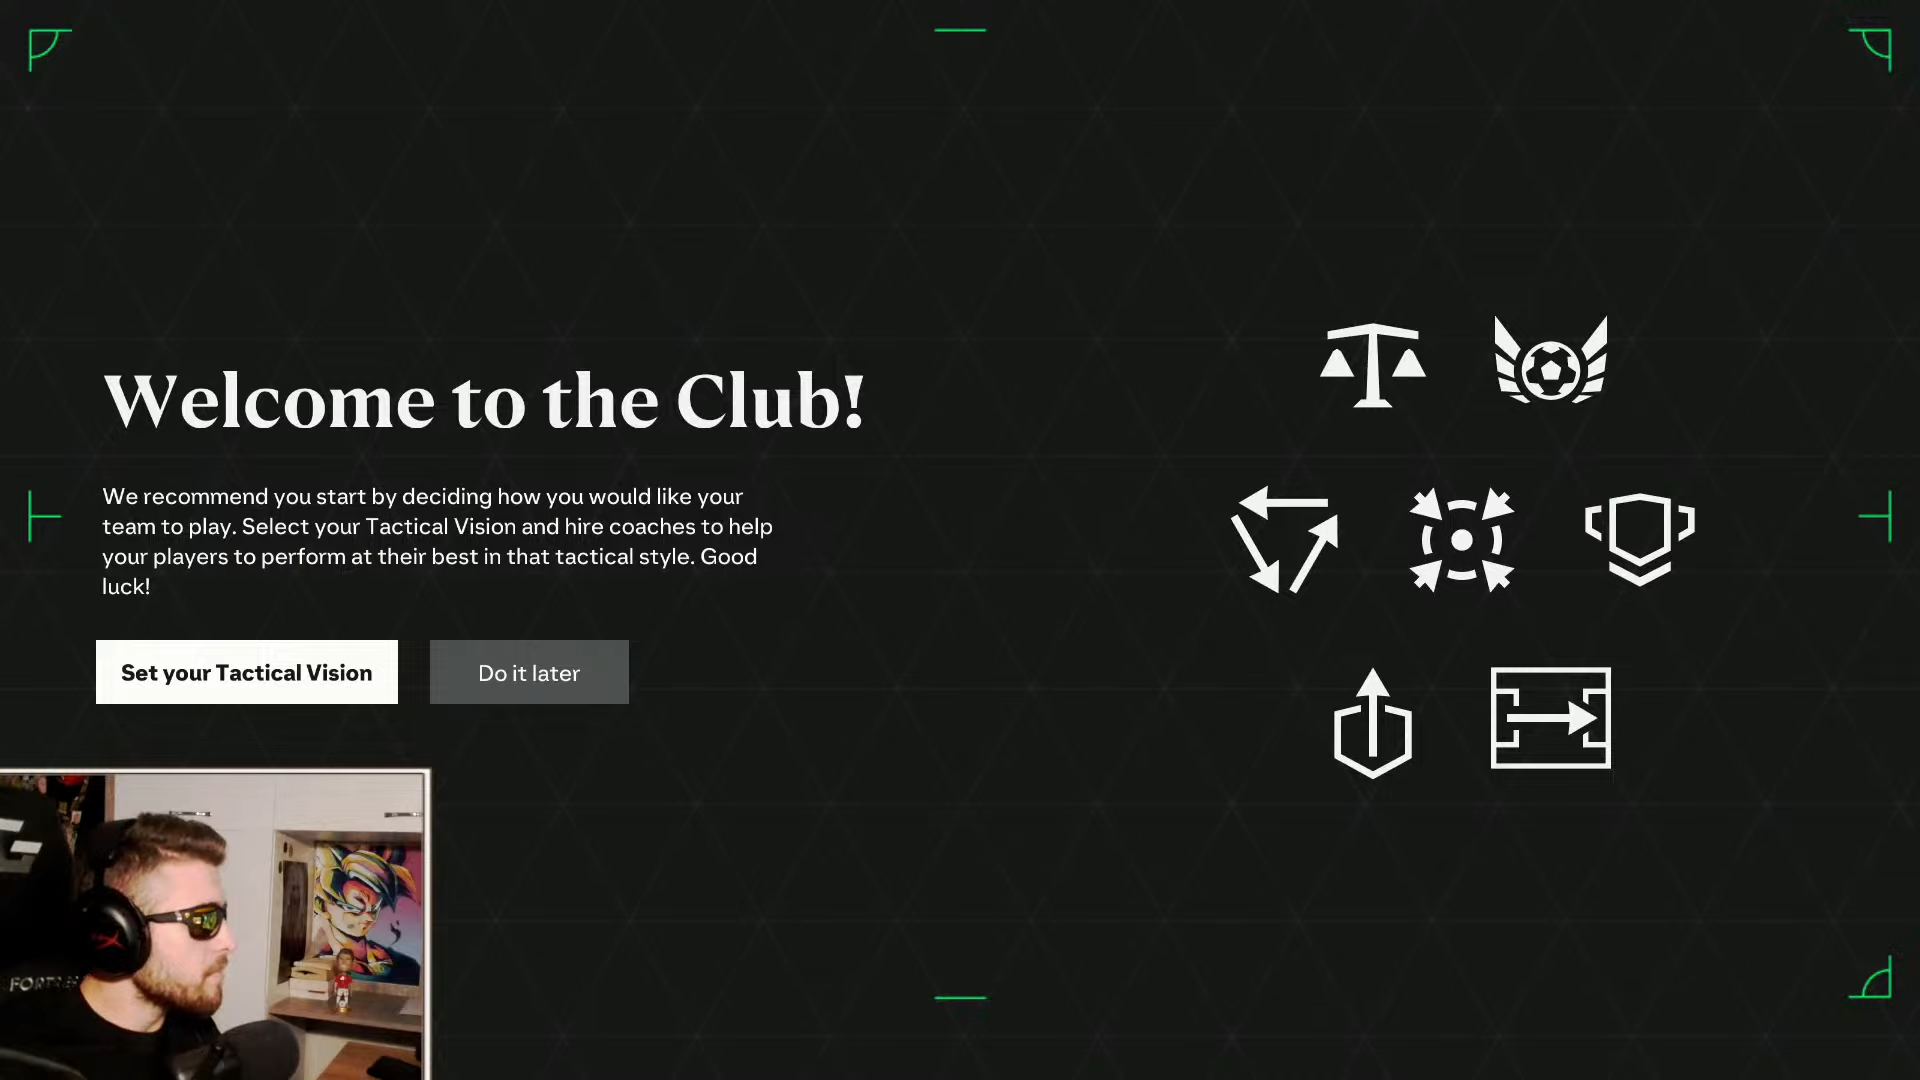 Welcome to the Club!
We recommend you start by deciding how you would like your
team to play. Select your Tactical Vision and hire coaches to help
your players to perform at their best in that tactical style. Good
luck!
Set your Tactical Vision
Do it later